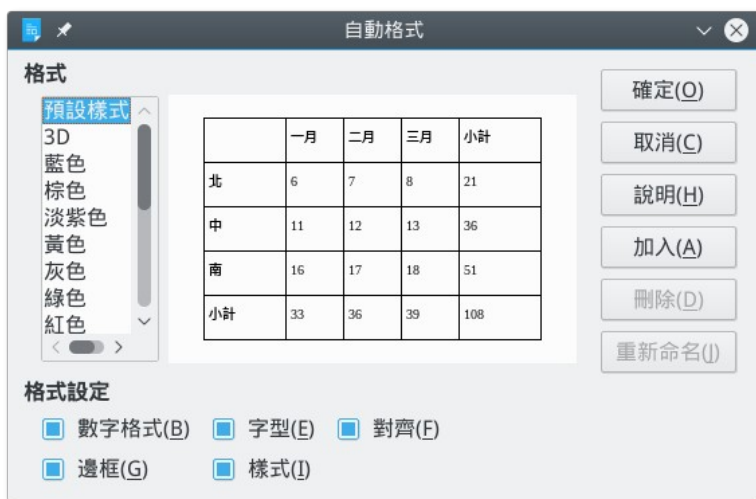 自動格式
格式
預設樣式
3D
藍色
棕色
淡紫色
黃色
灰色
綠色
紅色
一月 二月 三月 小計
北 6 7 8 21
中 11 12 13 36
南 16 17 18 51
小計 33 36 39 108
確定(O)
取消(C)
說明(H)
加入(A)
刪除(D)
重新命名(J)
格式設定
數字格式(B) 字型(E) 對齊(F)
邊框(G) 樣式(I)